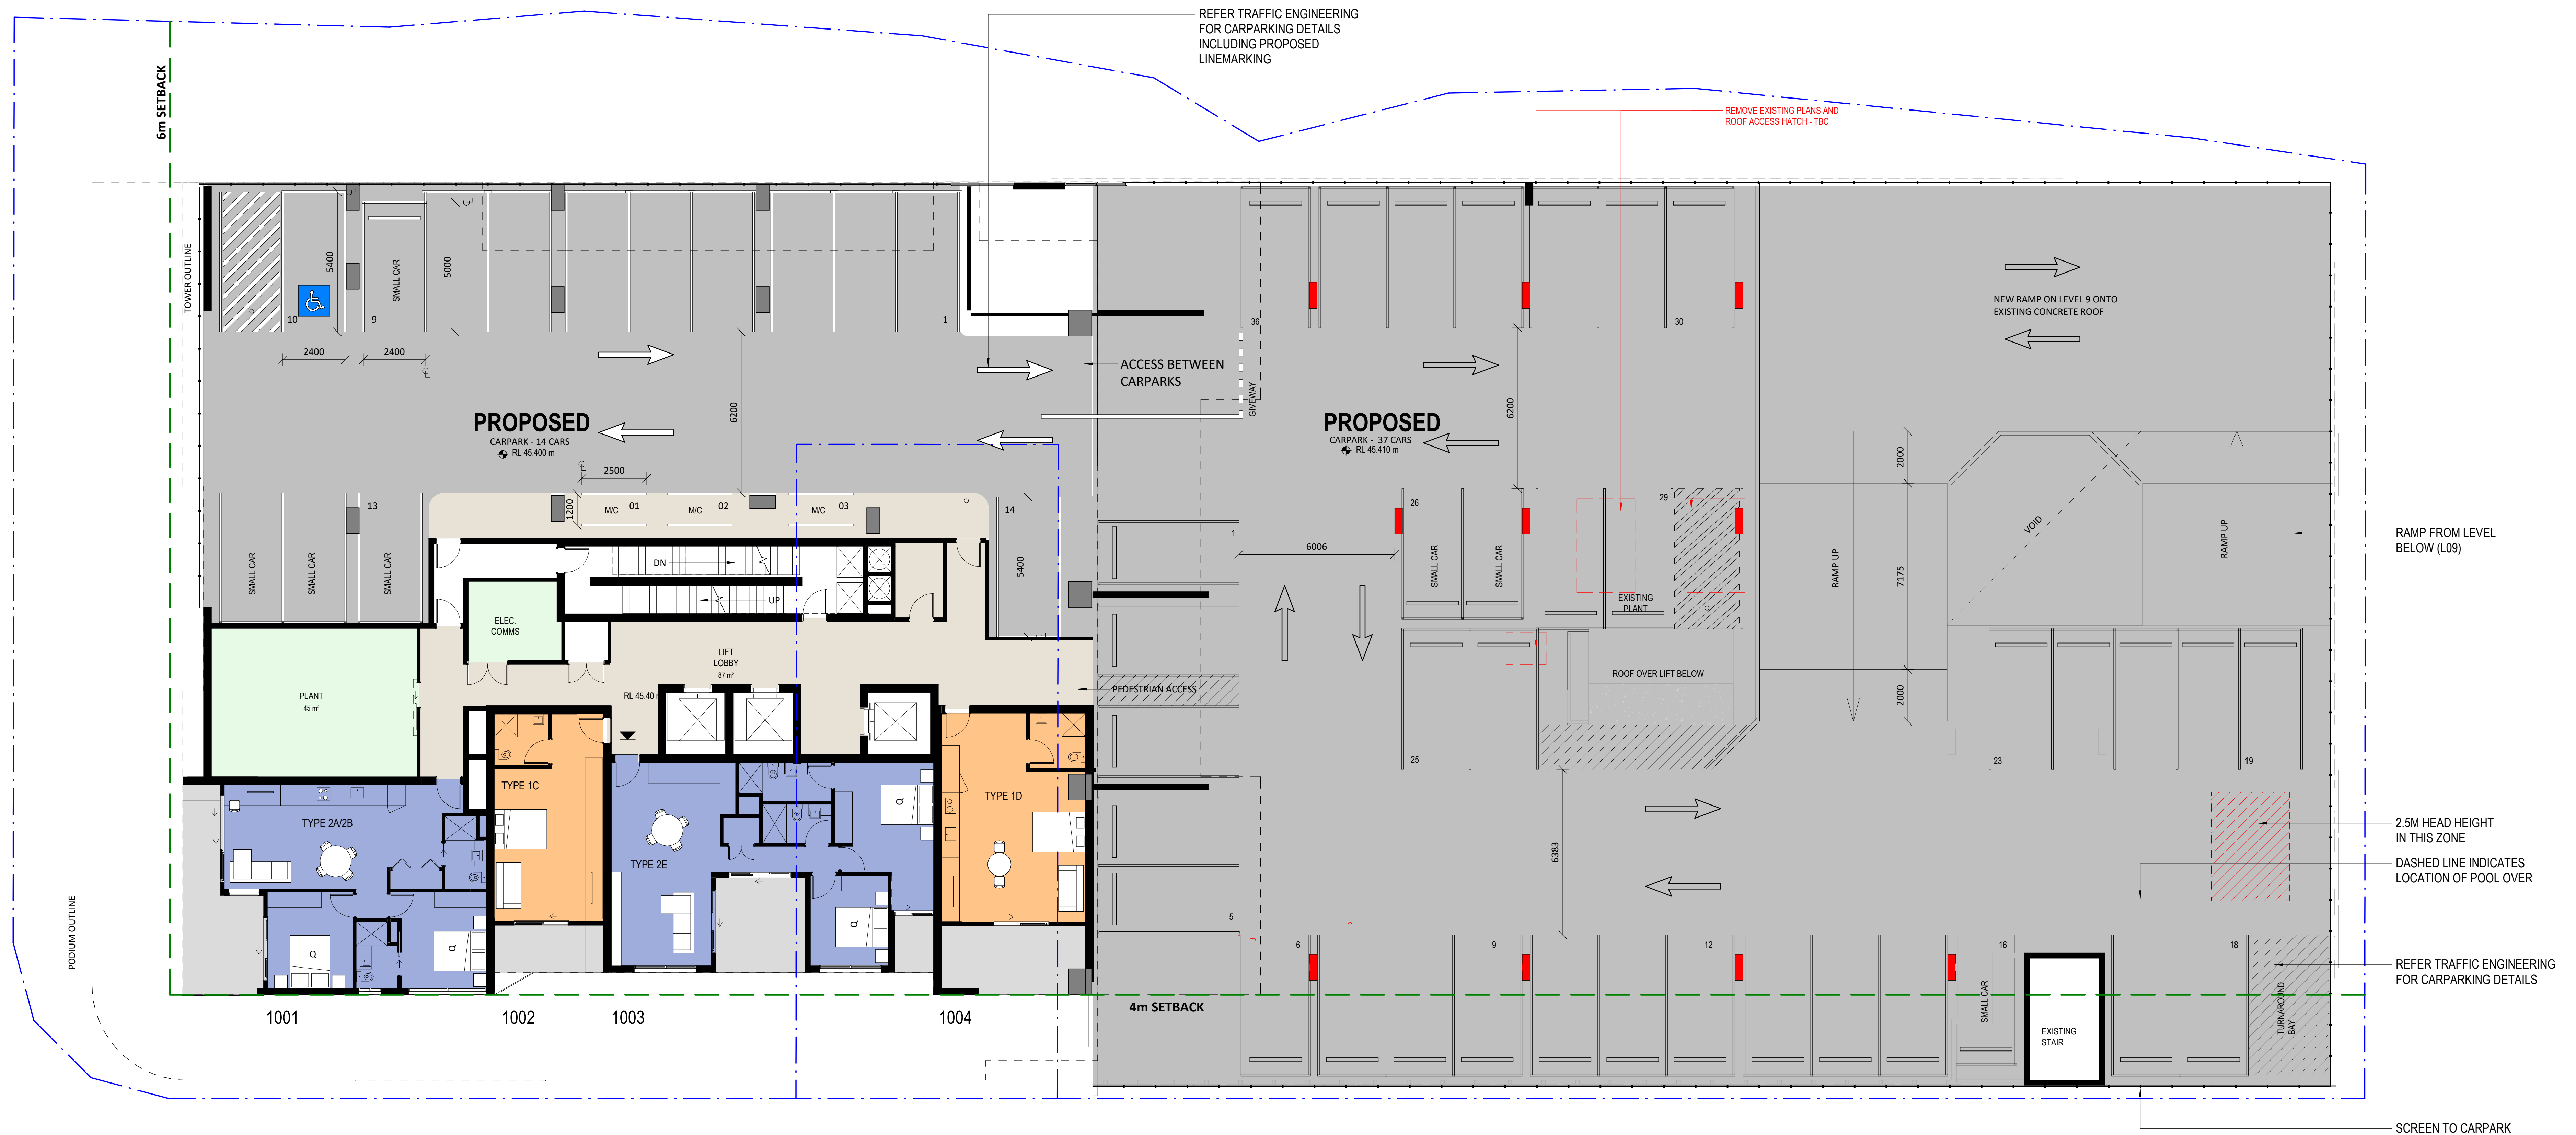 REFER TRAFFIC ENGINEERING
FOR CARPARKING DETAILS
INCLUDING PROPOSED
LINEMARKING
6m SETBACK
REMOVE EXISTING PLANS AND
ROOF ACCESS HATCH - TBC
TOWER OUTLINE
5400
SMALL CAR
5000
10
9
1
36
30
2400
2400
NEW RAMP ON LEVEL 9 ONTO
EXISTING CONCRETE ROOF
ACCESS BETWEEN
CARPARKS
GIVEWAY
6200
6200
PROPOSED
CARPARK - 14 CARS
RL 45.400 m
PROPOSED
CARPARK - 37 CARS
RL 45.410 m
2500
1200
M/C
01
M/C
02
M/C
03
13
14
5400
SMALL CAR
SMALL CAR
SMALL CAR
1
6006
26
SMALL CAR
SMALL CAR
29
EXISTING
PLANT
2000
7175
2000
VOID
RAMP UP
RAMP UP
RAMP FROM LEVEL
BELOW (L09)
DN
UP
ELEC.
COMMS
LIFT
LOBBY
87 m²
RL 45.40
PLANT
45 m²
PEDESTRIAN ACCESS
ROOF OVER LIFT BELOW
25
23
19
TYPE 1C
TYPE 1D
TYPE 2A/2B
TYPE 2E
Q
Q
Q
Q
6383
2.5M HEAD HEIGHT
IN THIS ZONE
DASHED LINE INDICATES
LOCATION OF POOL OVER
PODIUM OUTLINE
5
6
9
12
16
18
REFER TRAFFIC ENGINEERING
FOR CARPARKING DETAILS
SMALL CAR
TURNAROUND
BAY
EXISTING
STAIR
4m SETBACK
1001
1002
1003
1004
SCREEN TO CARPARK